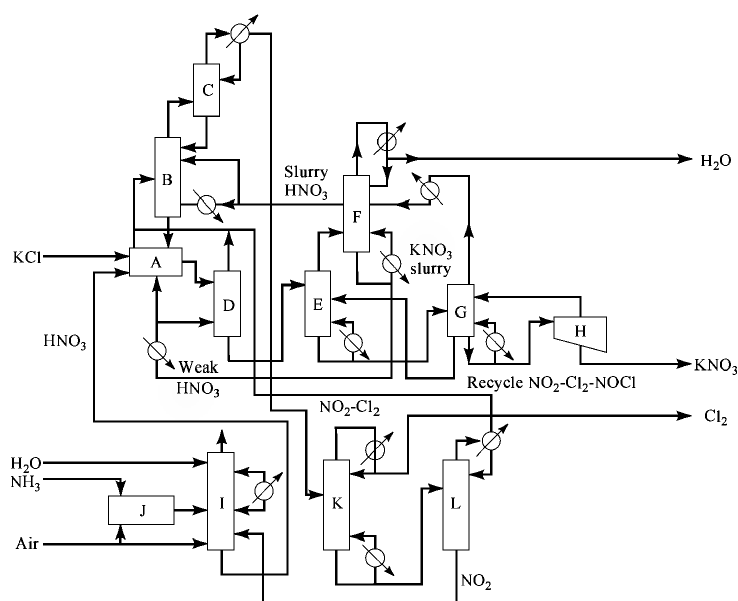 C
Slurry
HNO₃
H₂O
B
F
KCl
A
KNO₃
slurry
D
E
G
H
HNO₃
Weak
HNO₃
KNO₃
Recycle NO₂-Cl₂-NOCl
NO₂-Cl₂
Cl₂
H₂O
NH₃
J
I
K
L
Air
NO₂